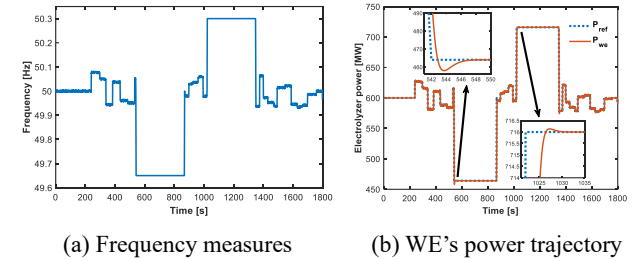 50.3
50.2
50.1
50
49.9
49.8
49.7
49.6
Frequency [Hz]
0 200 400 600 800 1000 1200 1400 1600 1800
Time [s]
(a) Frequency measures
750
700
650
600
550
500
450
Electrolyzer power [MW]
490
480
470
460
542 544 546 548 550
P_ref
P_we
716.5
716
715.5
715
714.5
714
1025 1030 1035
0 200 400 600 800 1000 1200 1400 1600 1800
Time [s]
(b) WE's power trajectory